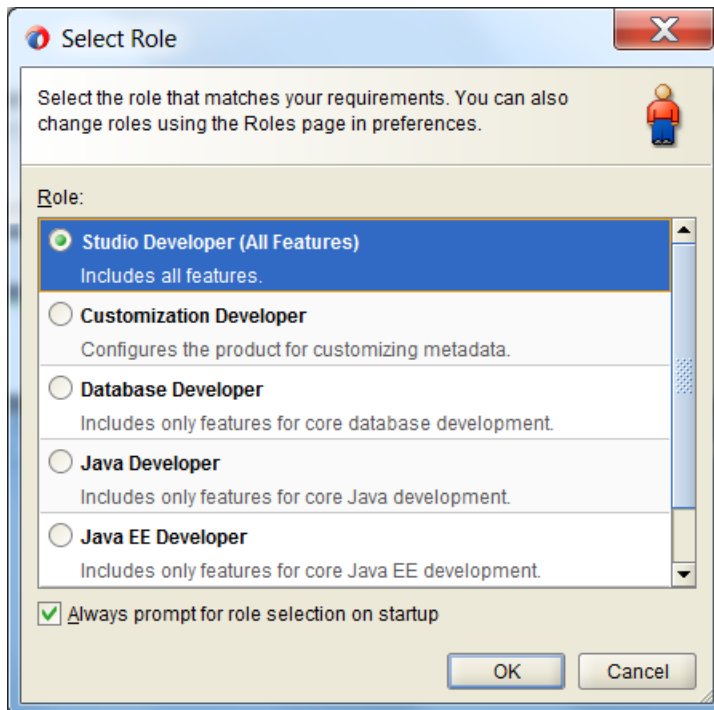 Select Role
Select the role that matches your requirements. You can also
change roles using the Roles page in preferences.
Role:
Studio Developer (All Features)
Includes all features.
Customization Developer
Configures the product for customizing metadata.
Database Developer
Includes only features for core database development.
Java Developer
Includes only features for core Java development.
Java EE Developer
Includes only features for core Java EE development.
Always prompt for role selection on startup
OK Cancel